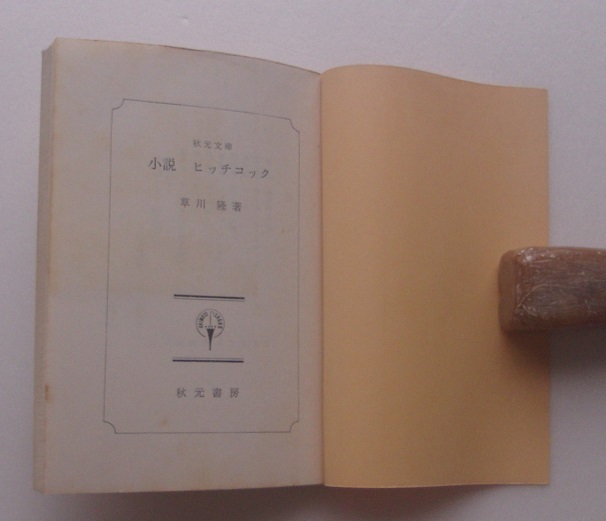 秋元文庫
小説 ヒッチコック
草川 隆著
秋元書房